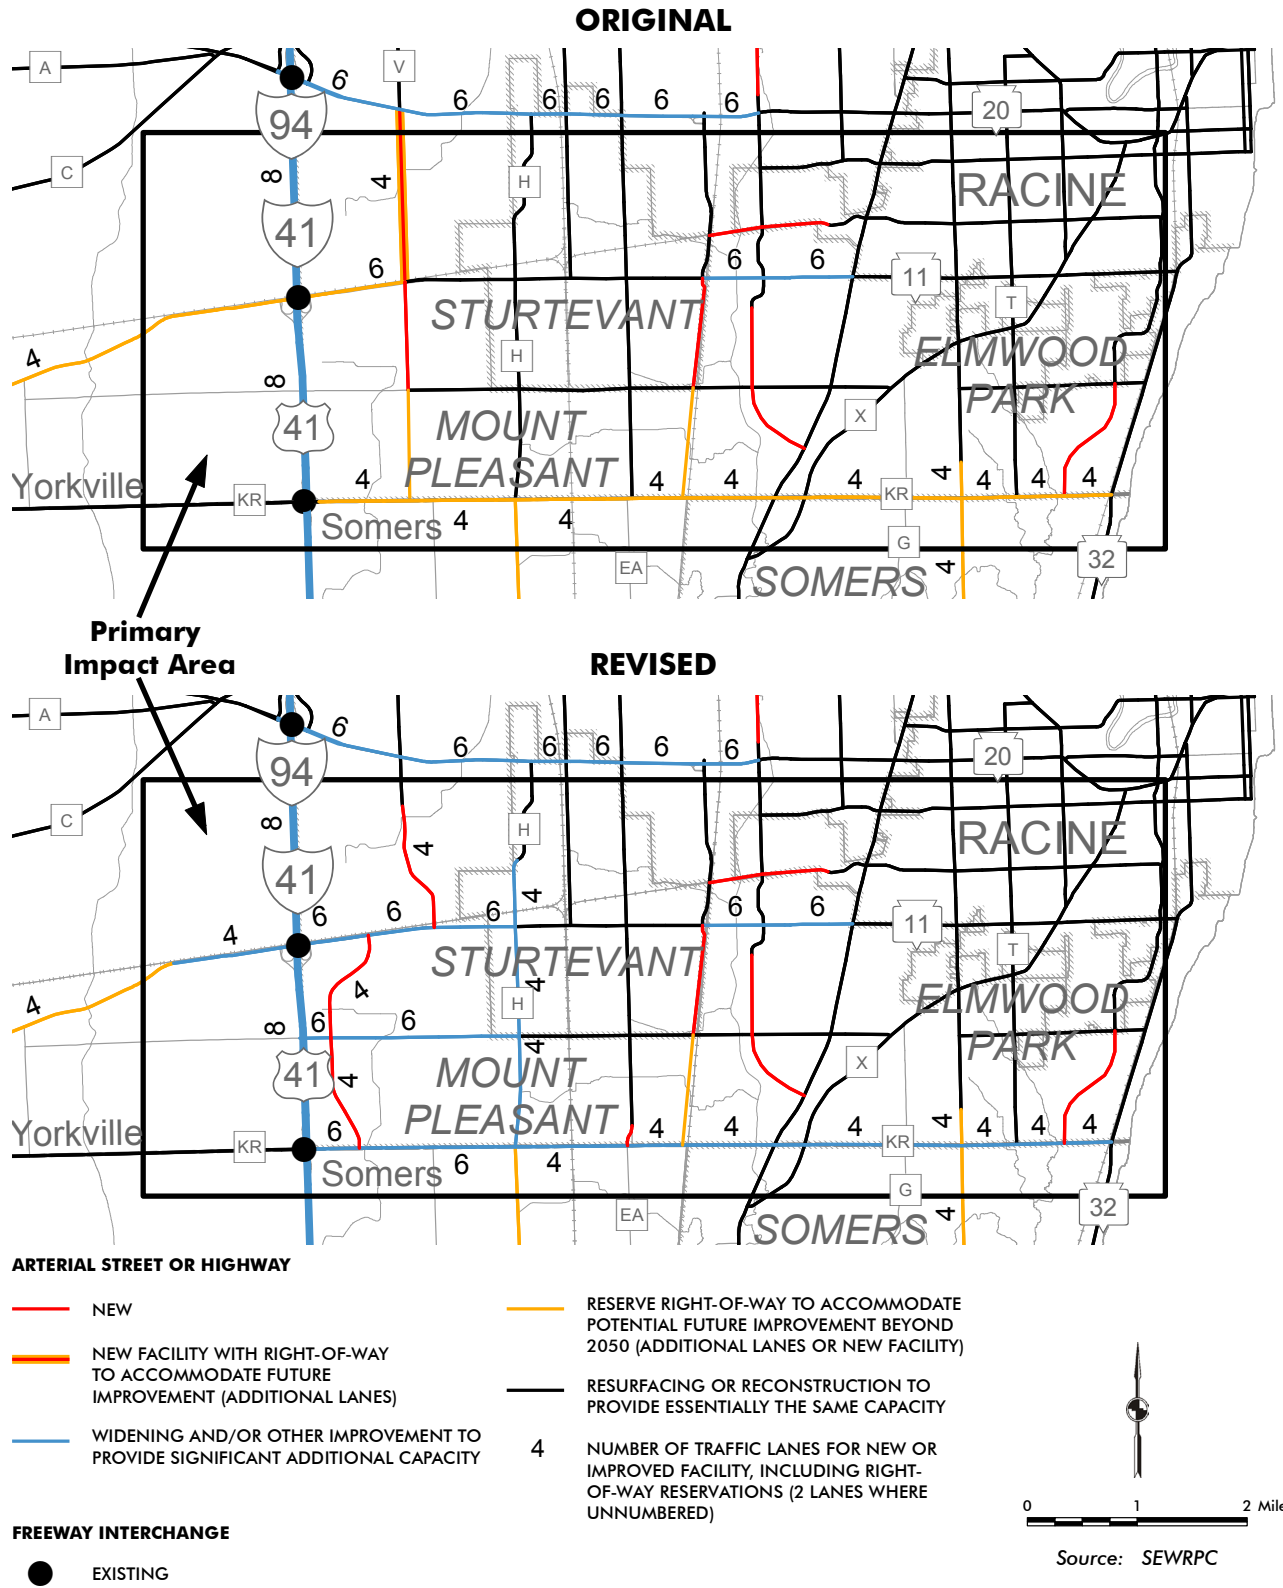 ORIGINAL
A
V
6
6
6
6
6
6
20
94
C
8
4
H
RACINE
41
6
6
6
11
STURTEVANT
T
4
H
ELMWOOD
PARK
8
41
MOUNT
PLEASANT
X
Yorkville
KR
4
4
4
4
KR
4
4
4
Somers
4
4
EA
G
4
SOMERS
32
Primary
Impact Area
REVISED
A
6
6
6
6
6
6
20
94
C
8
H
4
RACINE
41
4
4
6
6
6
6
6
11
STURTEVANT
T
4
4
4
H
ELMWOOD
PARK
8
6
6
4
41
4
MOUNT
PLEASANT
X
Yorkville
KR
6
4
4
4
KR
4
4
4
4
Somers
6
4
EA
G
4
SOMERS
32
ARTERIAL STREET OR HIGHWAY
NEW
NEW FACILITY WITH RIGHT-OF-WAY
TO ACCOMMODATE FUTURE
IMPROVEMENT (ADDITIONAL LANES)
WIDENING AND/OR OTHER IMPROVEMENT TO
PROVIDE SIGNIFICANT ADDITIONAL CAPACITY
RESERVE RIGHT-OF-WAY TO ACCOMMODATE
POTENTIAL FUTURE IMPROVEMENT BEYOND
2050 (ADDITIONAL LANES OR NEW FACILITY)
RESURFACING OR RECONSTRUCTION TO
PROVIDE ESSENTIALLY THE SAME CAPACITY
4
NUMBER OF TRAFFIC LANES FOR NEW OR
IMPROVED FACILITY, INCLUDING RIGHT-
OF-WAY RESERVATIONS (2 LANES WHERE
UNNUMBERED)
FREEWAY INTERCHANGE
EXISTING
0 1 2 Mile
Source: SEWRPC